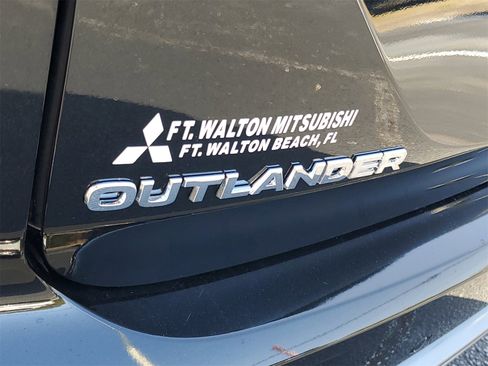 FT. WALTON MITSUBISHI
FT. WALTON BEACH, FL
OUTLANDER